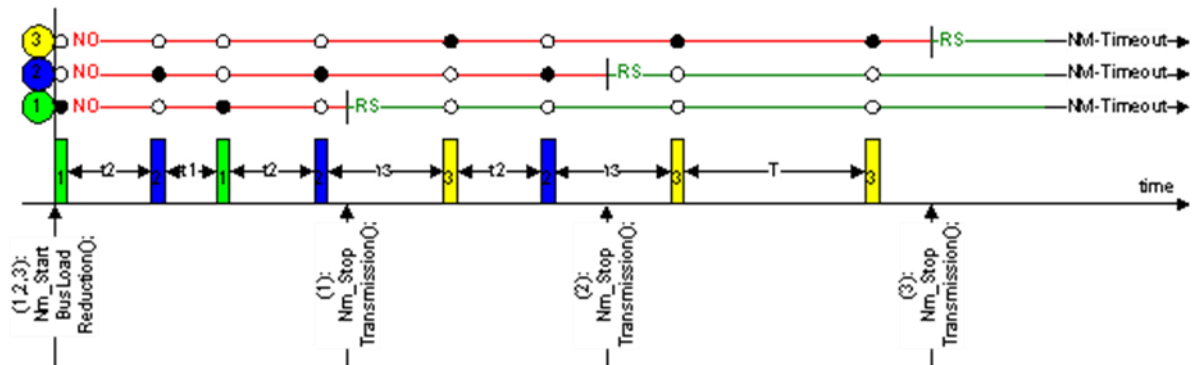 3 NO RS NM-Timeout
2 NO RS NM-Timeout
1 NO RS NM-Timeout
1 t2 2 t1 1 t2 2 t3 3 t2 2 t3 3 T 3
time
(1,2,3):
Nm_Start
BusLoad
Reduction();
(1):
Nm_Stop
Transmission();
(2):
Nm_Stop
Transmission();
(3):
Nm_Stop
Transmission();